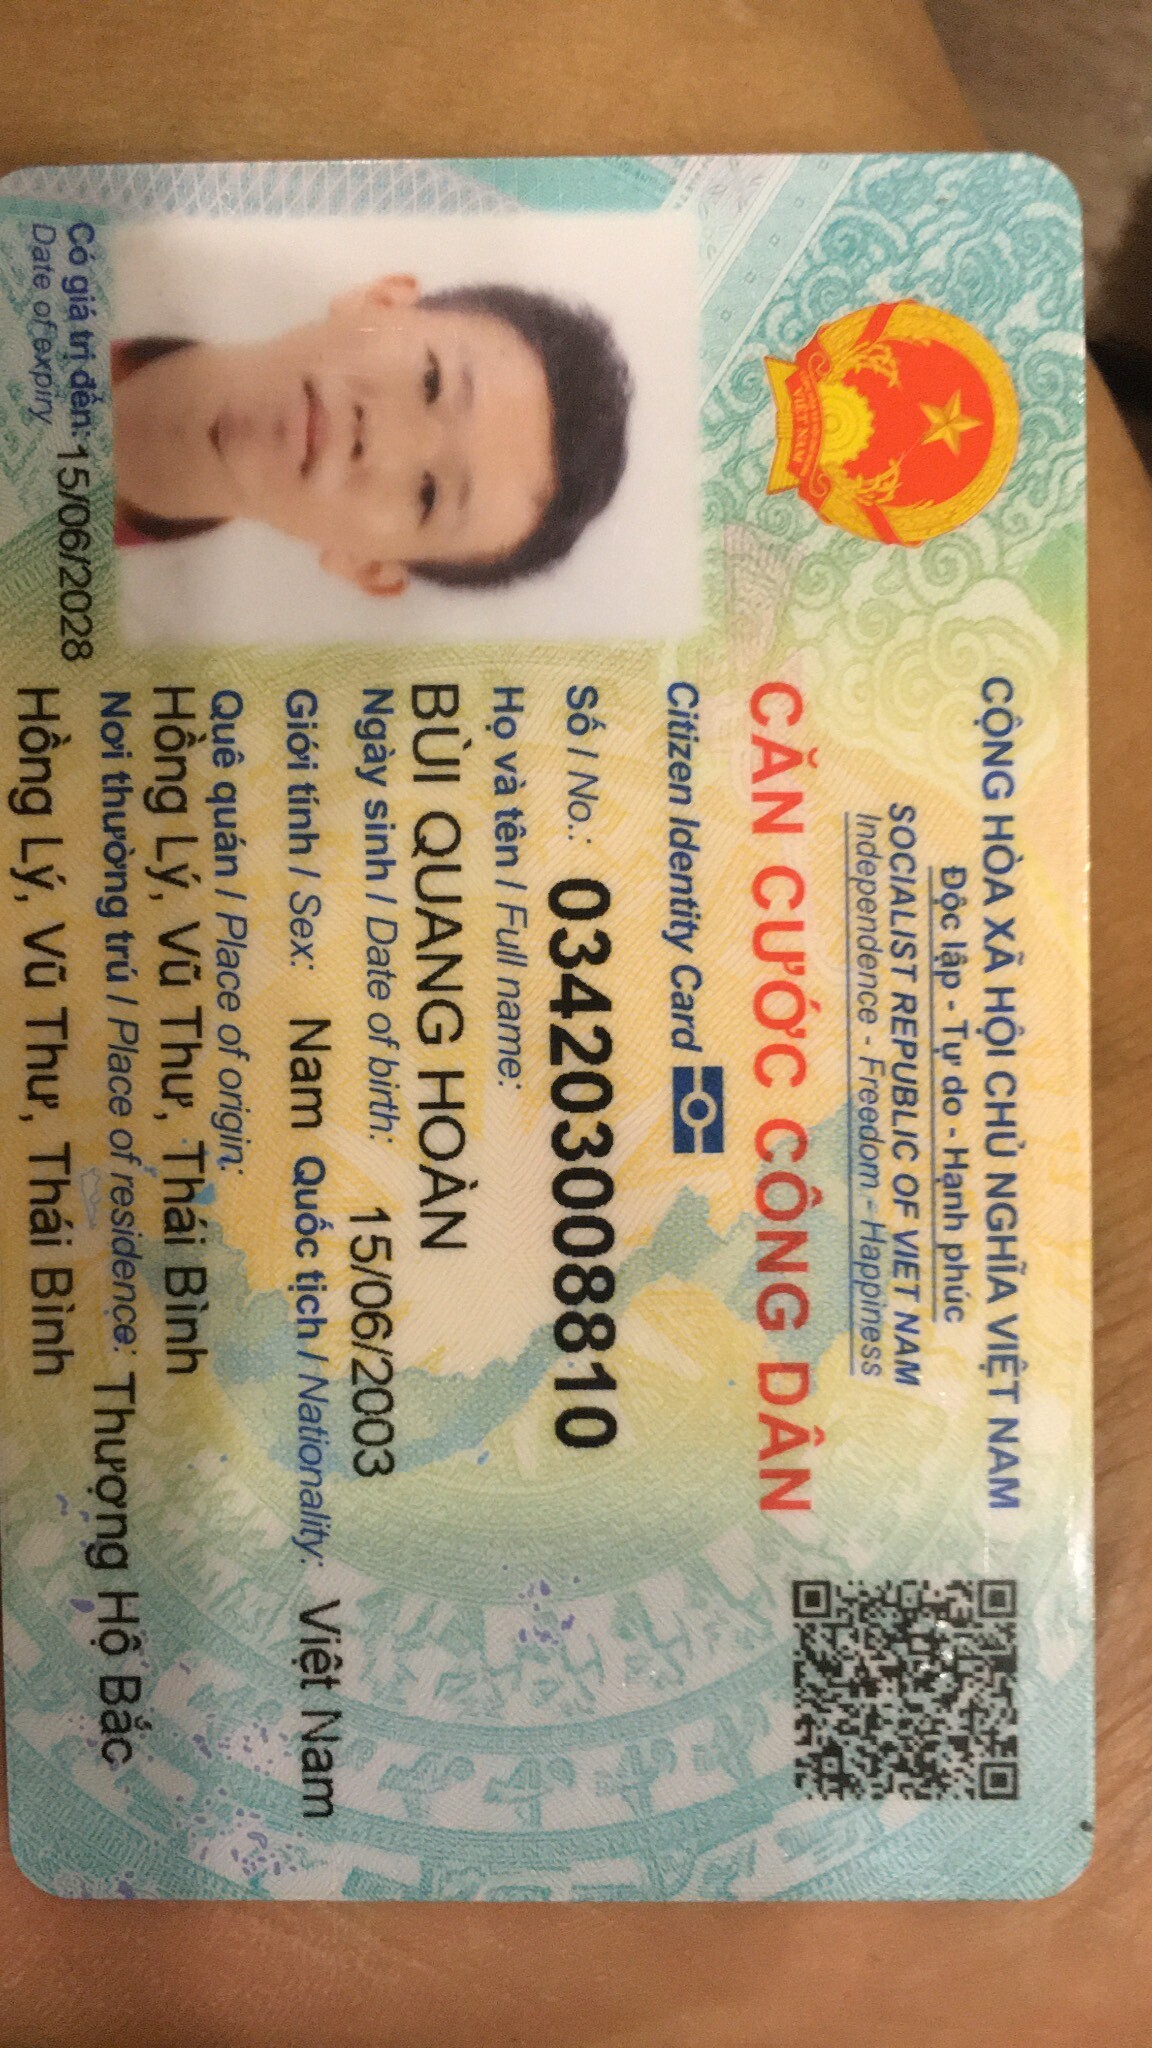 CỘNG HÒA XÃ HỘI CHỦ NGHĨA VIỆT NAM
Độc lập - Tự do - Hạnh phúc
SOCIALIST REPUBLIC OF VIET NAM
Independence - Freedom - Happiness
CĂN CƯỚC CÔNG DÂN
Citizen Identity Card
Số / No.: 034203008810
Họ và tên / Full name:
BÙI QUANG HOÀN
Ngày sinh / Date of birth: 15/06/2003
Giới tính / Sex: Nam Quốc tịch / Nationality: Việt Nam
Quê quán / Place of origin:
Hồng Lý, Vũ Thư, Thái Bình
Nơi thường trú / Place of residence: Thượng Hộ Bắc
Hồng Lý, Vũ Thư, Thái Bình
Có giá trị đến: 15/06/2028
Date of expiry
VIỆT NAM